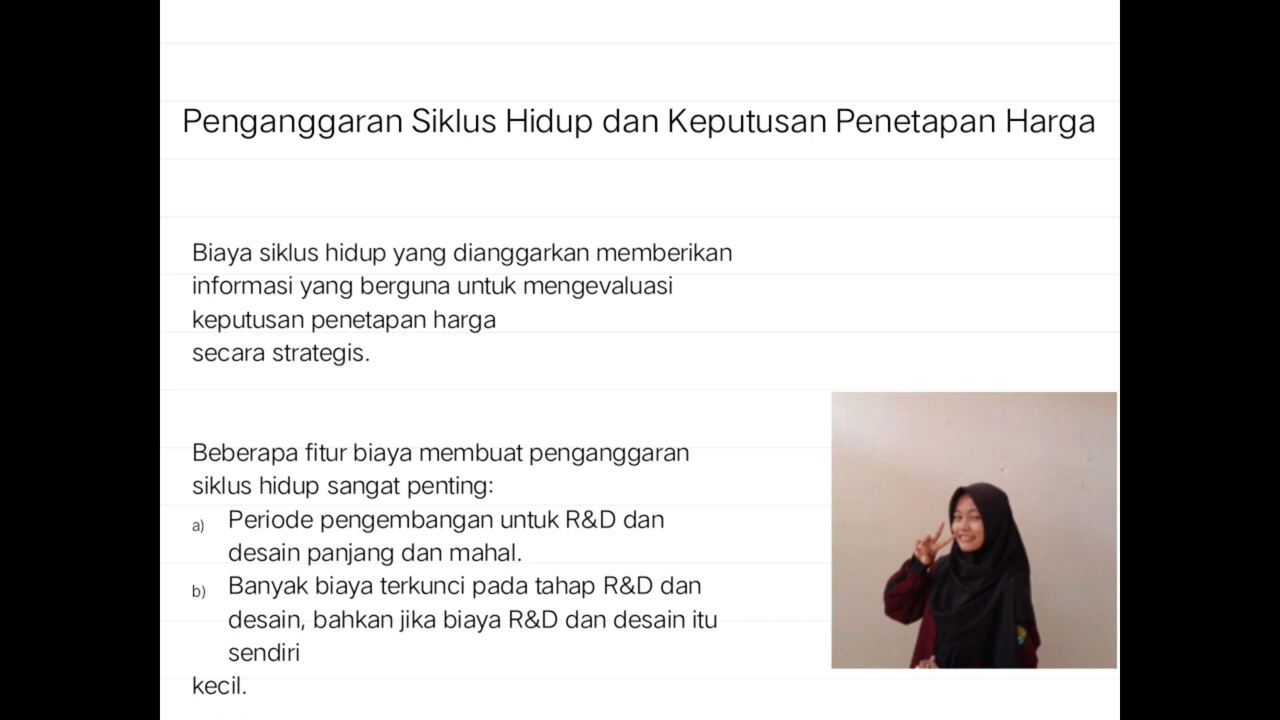 Penganggaran Siklus Hidup dan Keputusan Penetapan Harga
Biaya siklus hidup yang dianggarkan memberikan
informasi yang berguna untuk mengevaluasi
keputusan penetapan harga
secara strategis.
Beberapa fitur biaya membuat penganggaran
siklus hidup sangat penting:
a) Periode pengembangan untuk R&D dan
desain panjang dan mahal.
b) Banyak biaya terkunci pada tahap R&D dan
desain, bahkan jika biaya R&D dan desain itu
sendiri
kecil.